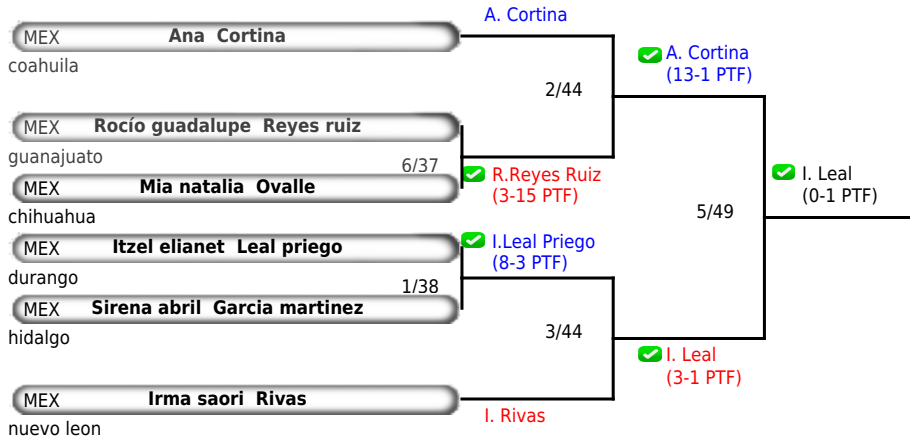 A. Cortina
MEX Ana Cortina
coahuila
A. Cortina
(13-1 PTF)
2/44
MEX Rocío guadalupe Reyes ruiz
guanajuato
6/37
R.Reyes Ruiz
(3-15 PTF)
MEX Mia natalia Ovalle
chihuahua
I. Leal
(0-1 PTF)
5/49
MEX Itzel elianet Leal priego
durango
I.Leal Priego
(8-3 PTF)
1/38
MEX Sirena abril Garcia martinez
hidalgo
3/44
I. Leal
(3-1 PTF)
MEX Irma saori Rivas
nuevo leon
I. Rivas